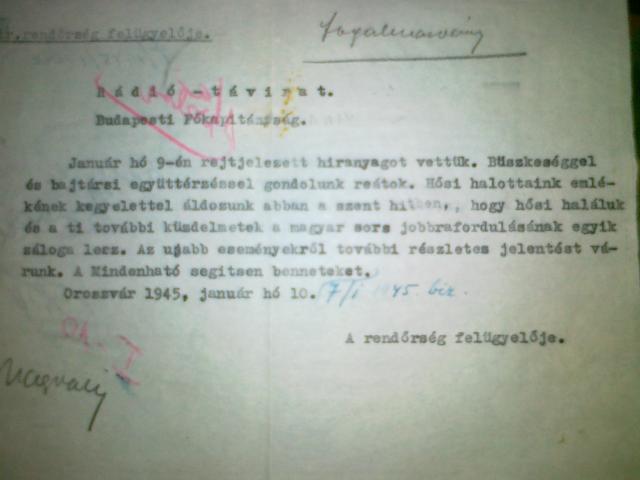 rendőrség felügyelője.
fogalmazvány
Rádió-távirat.
Budapesti Főkapitányság.
Január hó 9-én rejtjelezett hiranyagot vettük. Büszkeséggel
és bajtársi együttérzéssel gondolunk reátok. Hősi halottaink emlé-
kének kegyelettel áldozunk abban a szent hitben,, hogy hősi haláluk
és a ti további küzdelmetek a magyar sors jobbrafordulásának egyik
záloga lesz. Az ujabb eseményekről további részletes jelentést vá-
runk. A Mindenható segitsen benneteket.
Oroszvár 1945, január hó 10. 7/I 1945. biz.
A rendőrség felügyelője.
I-10